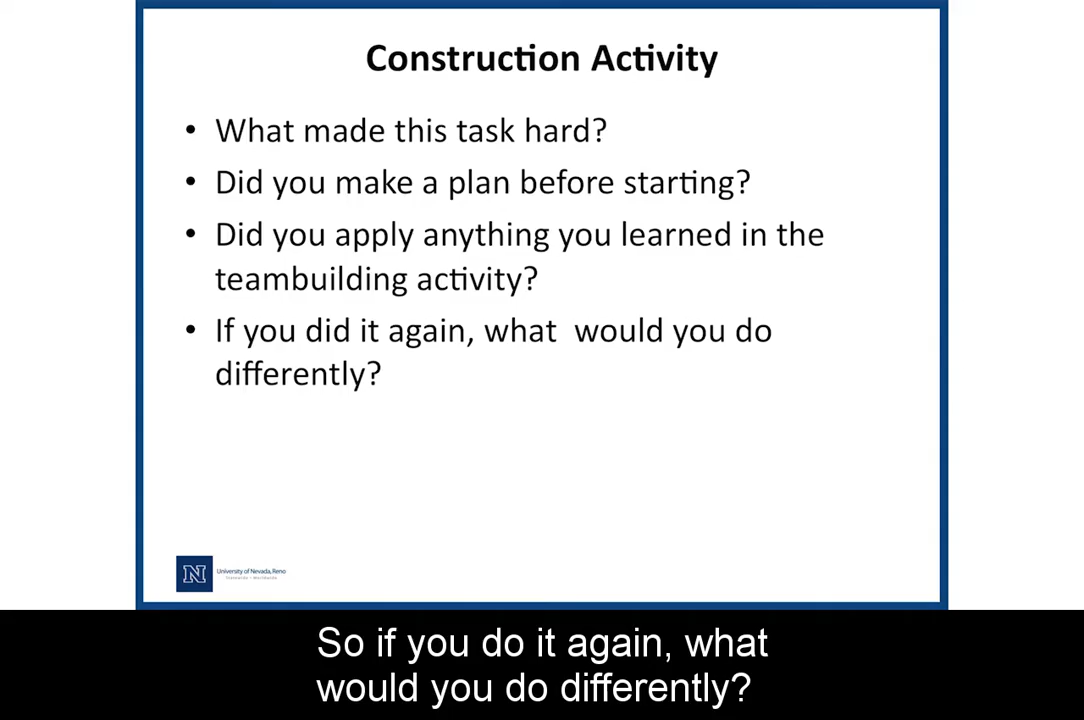 Construction Activity
• What made this task hard?
• Did you make a plan before starting?
• Did you apply anything you learned in the
teambuilding activity?
• If you did it again, what  would you do
differently?
N University of Nevada, Reno
Statewide • Worldwide
So if you do it again, what
would you do differently?